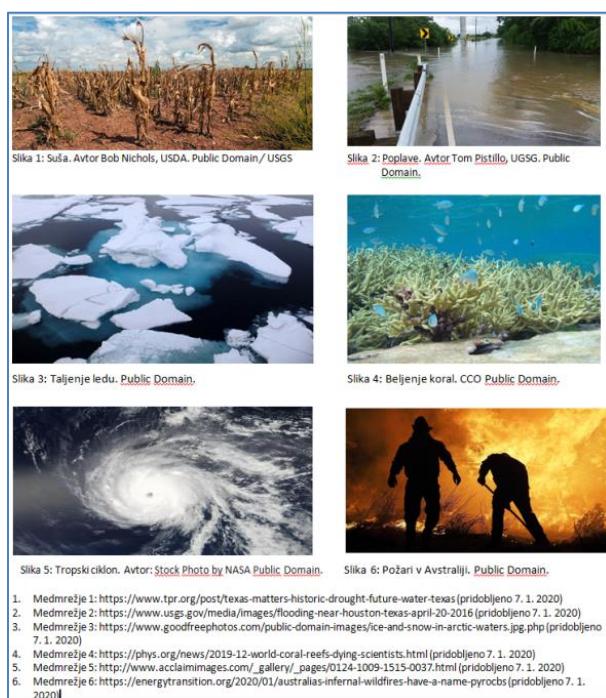 Slika 1: Suša. Avtor Bob Nichols, USDA. Public Domain/ USGS
Slika 2: Poplave. Avtor Tom Pistillo, UGSG. Public
Domain.
Slika 3: Taljenje ledu. Public Domain.
Slika 4: Beljenje koral. CCO Public Domain.
Slika 5: Tropski ciklon. Avtor: Stock Photo by NASA Public Domain.
Slika 6: Požari v Avstraliji. Public Domain.
1. Medmrežje 1: https://www.tpr.org/post/texas-matters-historic-drought-future-water-texas (pridobljeno 7. 1. 2020)
2. Medmrežje 2: https://www.usgs.gov/media/images/flooding-near-houston-texas-april-20-2016 (pridobljeno 7. 1. 2020)
3. Medmrežje 3: https://www.goodfreephotos.com/public-domain-images/ice-and-snow-in-arctic-waters.jpg.php (pridobljeno
7. 1. 2020)
4. Medmrežje 4: https://phys.org/news/2019-12-world-coral-reefs-dying-scientists.html (pridobljeno 7. 1. 2020)
5. Medmrežje 5: http://www.acclaimimages.com/_gallery/_pages/0124-1009-1515-0037.html (pridobljeno 7. 1. 2020)
6. Medmrežje 6: https://energytransition.org/2020/01/australias-infernal-wildfires-have-a-name-pyrocbs (pridobljeno 7. 1.
2020)